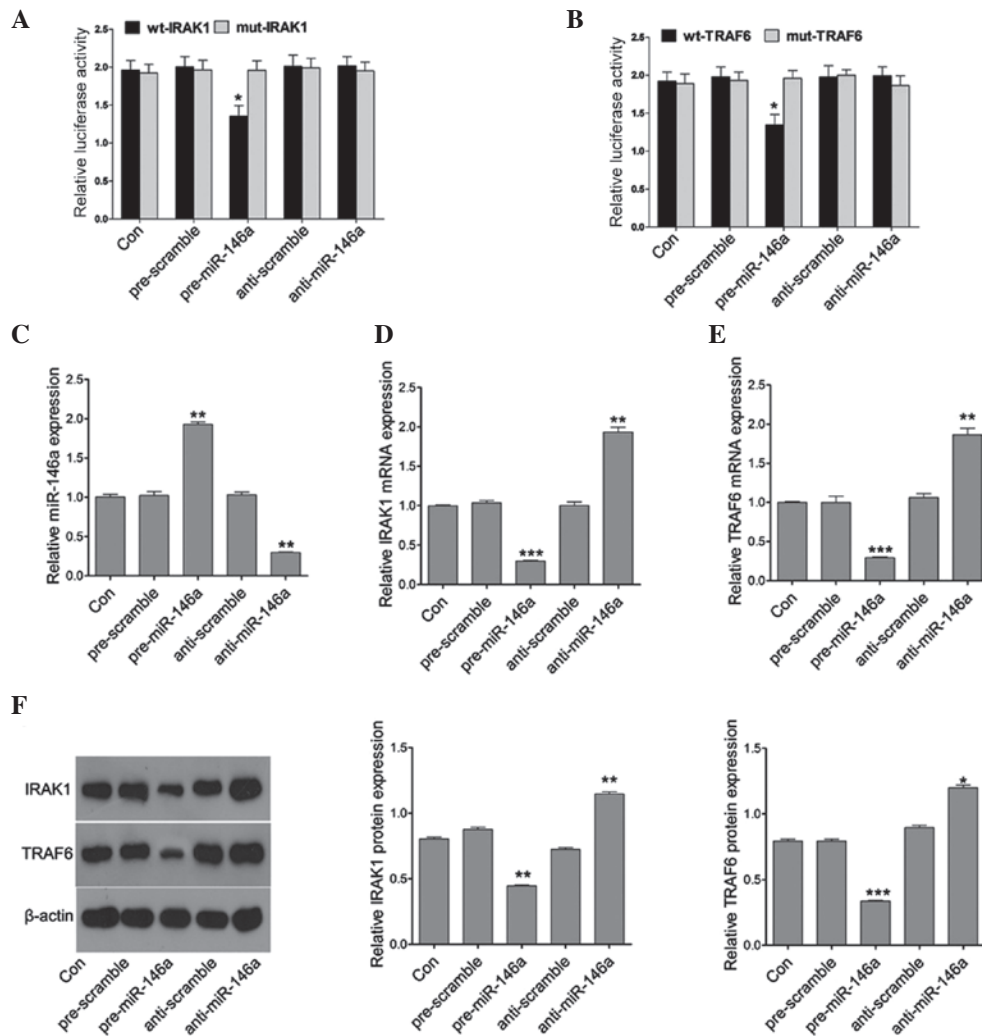 A
wt-IRAK1 mut-IRAK1
Relative luciferase activity
2.5
2.0
1.5
1.0
0.5
0.0
*
Con
pre-scramble
pre-miR-146a
anti-scramble
anti-miR-146a
B
wt-TRAF6 mut-TRAF6
Relative luciferase activity
2.5
2.0
1.5
1.0
0.5
0.0
*
Con
pre-scramble
pre-miR-146a
anti-scramble
anti-miR-146a
C
Relative miR-146a expression
2.5
2.0
1.5
1.0
0.5
0.0
**
**
Con
pre-scramble
pre-miR-146a
anti-scramble
anti-miR-146a
D
Relative IRAK1 mRNA expression
2.5
2.0
1.5
1.0
0.5
0.0
***
**
Con
pre-scramble
pre-miR-146a
anti-scramble
anti-miR-146a
E
Relative TRAF6 mRNA expression
2.5
2.0
1.5
1.0
0.5
0.0
***
**
Con
pre-scramble
pre-miR-146a
anti-scramble
anti-miR-146a
F
IRAK1
TRAF6
β-actin
Con
pre-scramble
pre-miR-146a
anti-scramble
anti-miR-146a
Relative IRAK1 protein expression
1.5
1.0
0.5
0.0
**
**
Con
pre-scramble
pre-miR-146a
anti-scramble
anti-miR-146a
Relative TRAF6 protein expression
1.5
1.0
0.5
0.0
***
*
Con
pre-scramble
pre-miR-146a
anti-scramble
anti-miR-146a